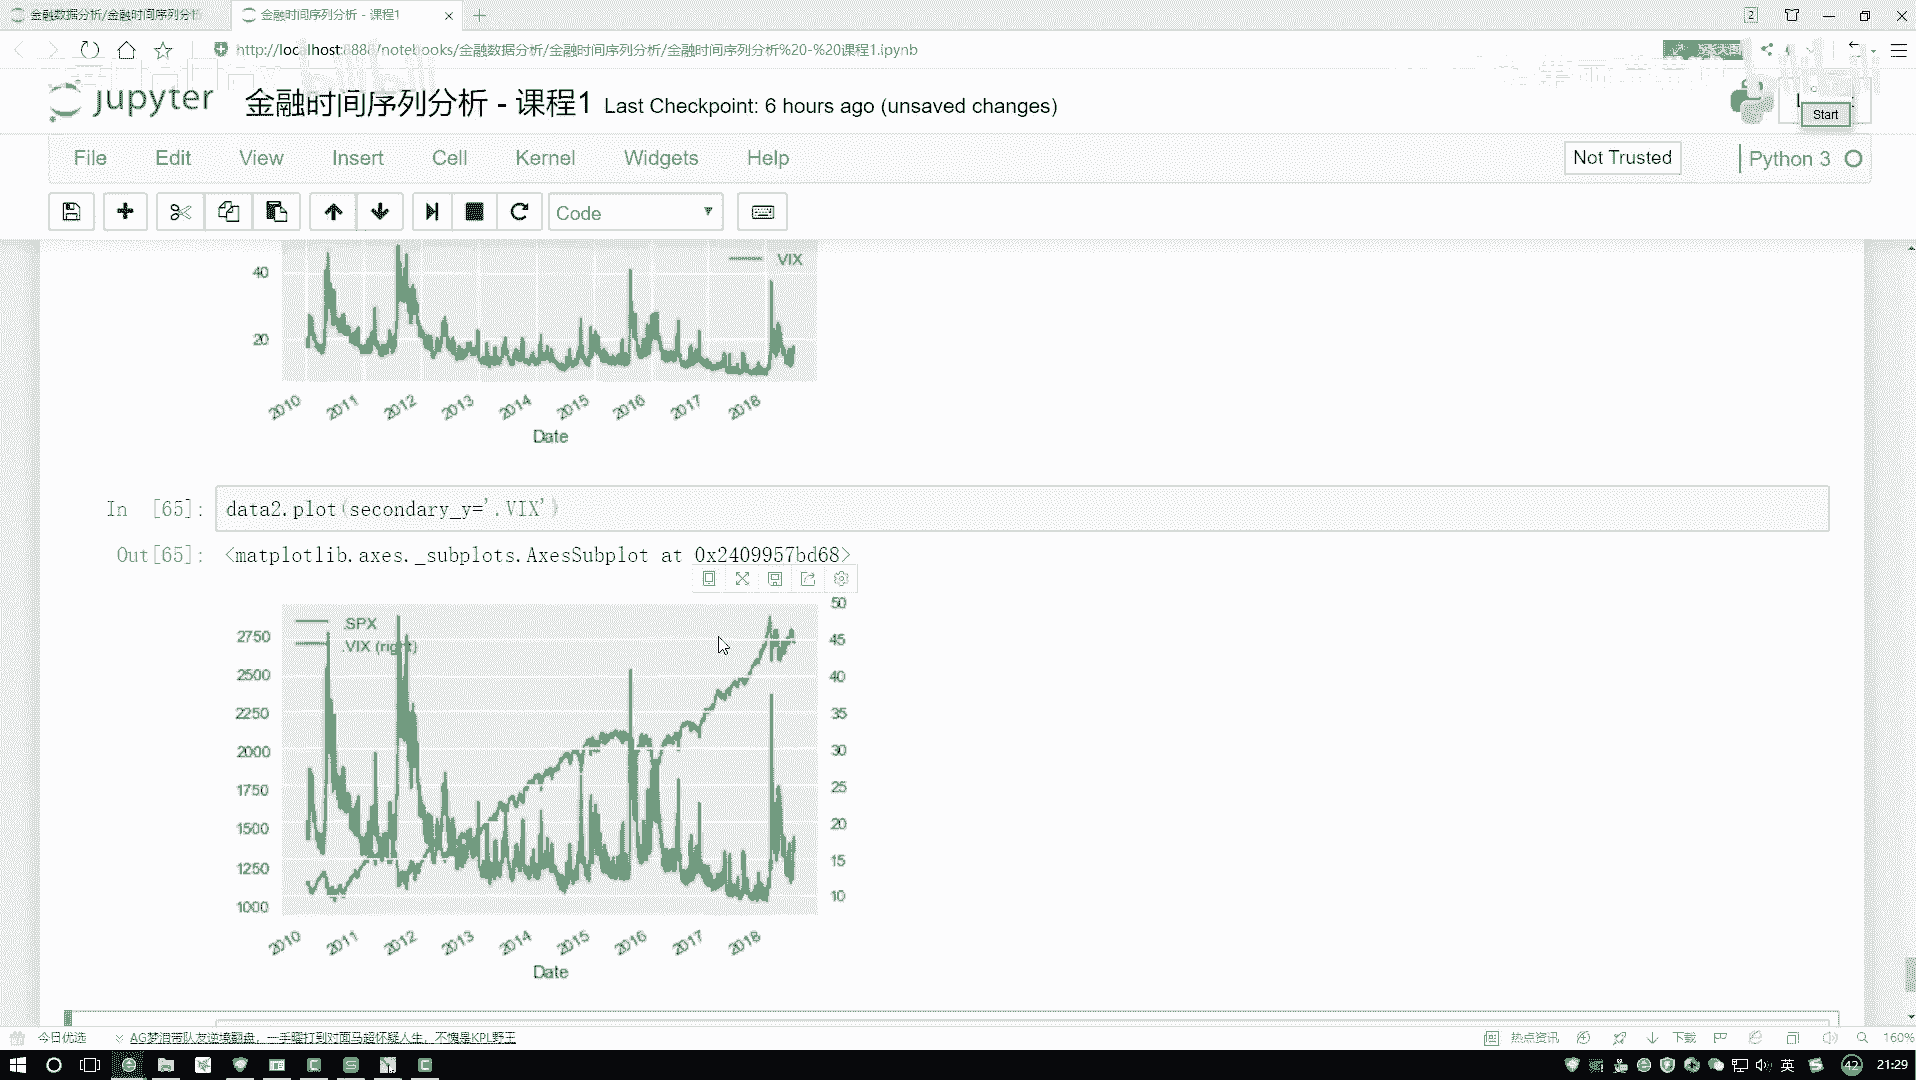 金融数据分析/金融时间序列分析
金融时间序列分析 - 课程1
2
http://localhost:8888/notebooks/金融数据分析/金融时间序列分析/金融时间序列分析%20-%20课程1.ipynb
jupyter
金融时间序列分析 - 课程1
Last Checkpoint: 6 hours ago (unsaved changes)
Start
File Edit View Insert Cell Kernel Widgets Help
Not Trusted
Python 3
Code
VIX
40
20
2010 2011 2012 2013 2014 2015 2016 2017 2018
Date
In [65]:
data2.plot(secondary_y='.VIX')
Out[65]:
<matplotlib.axes._subplots.AxesSubplot at 0x2409957bd68>
.SPX
.VIX (right)
2750
2500
2250
2000
1750
1500
1250
1000
50
45
40
35
30
25
20
15
10
2010 2011 2012 2013 2014 2015 2016 2017 2018
Date
今日优选
AG梦泪带队友逆境翻盘，一手曜打到对面马超怀疑人生，不愧是KPL野王
热点资讯
下载
160%
英
42
21:29